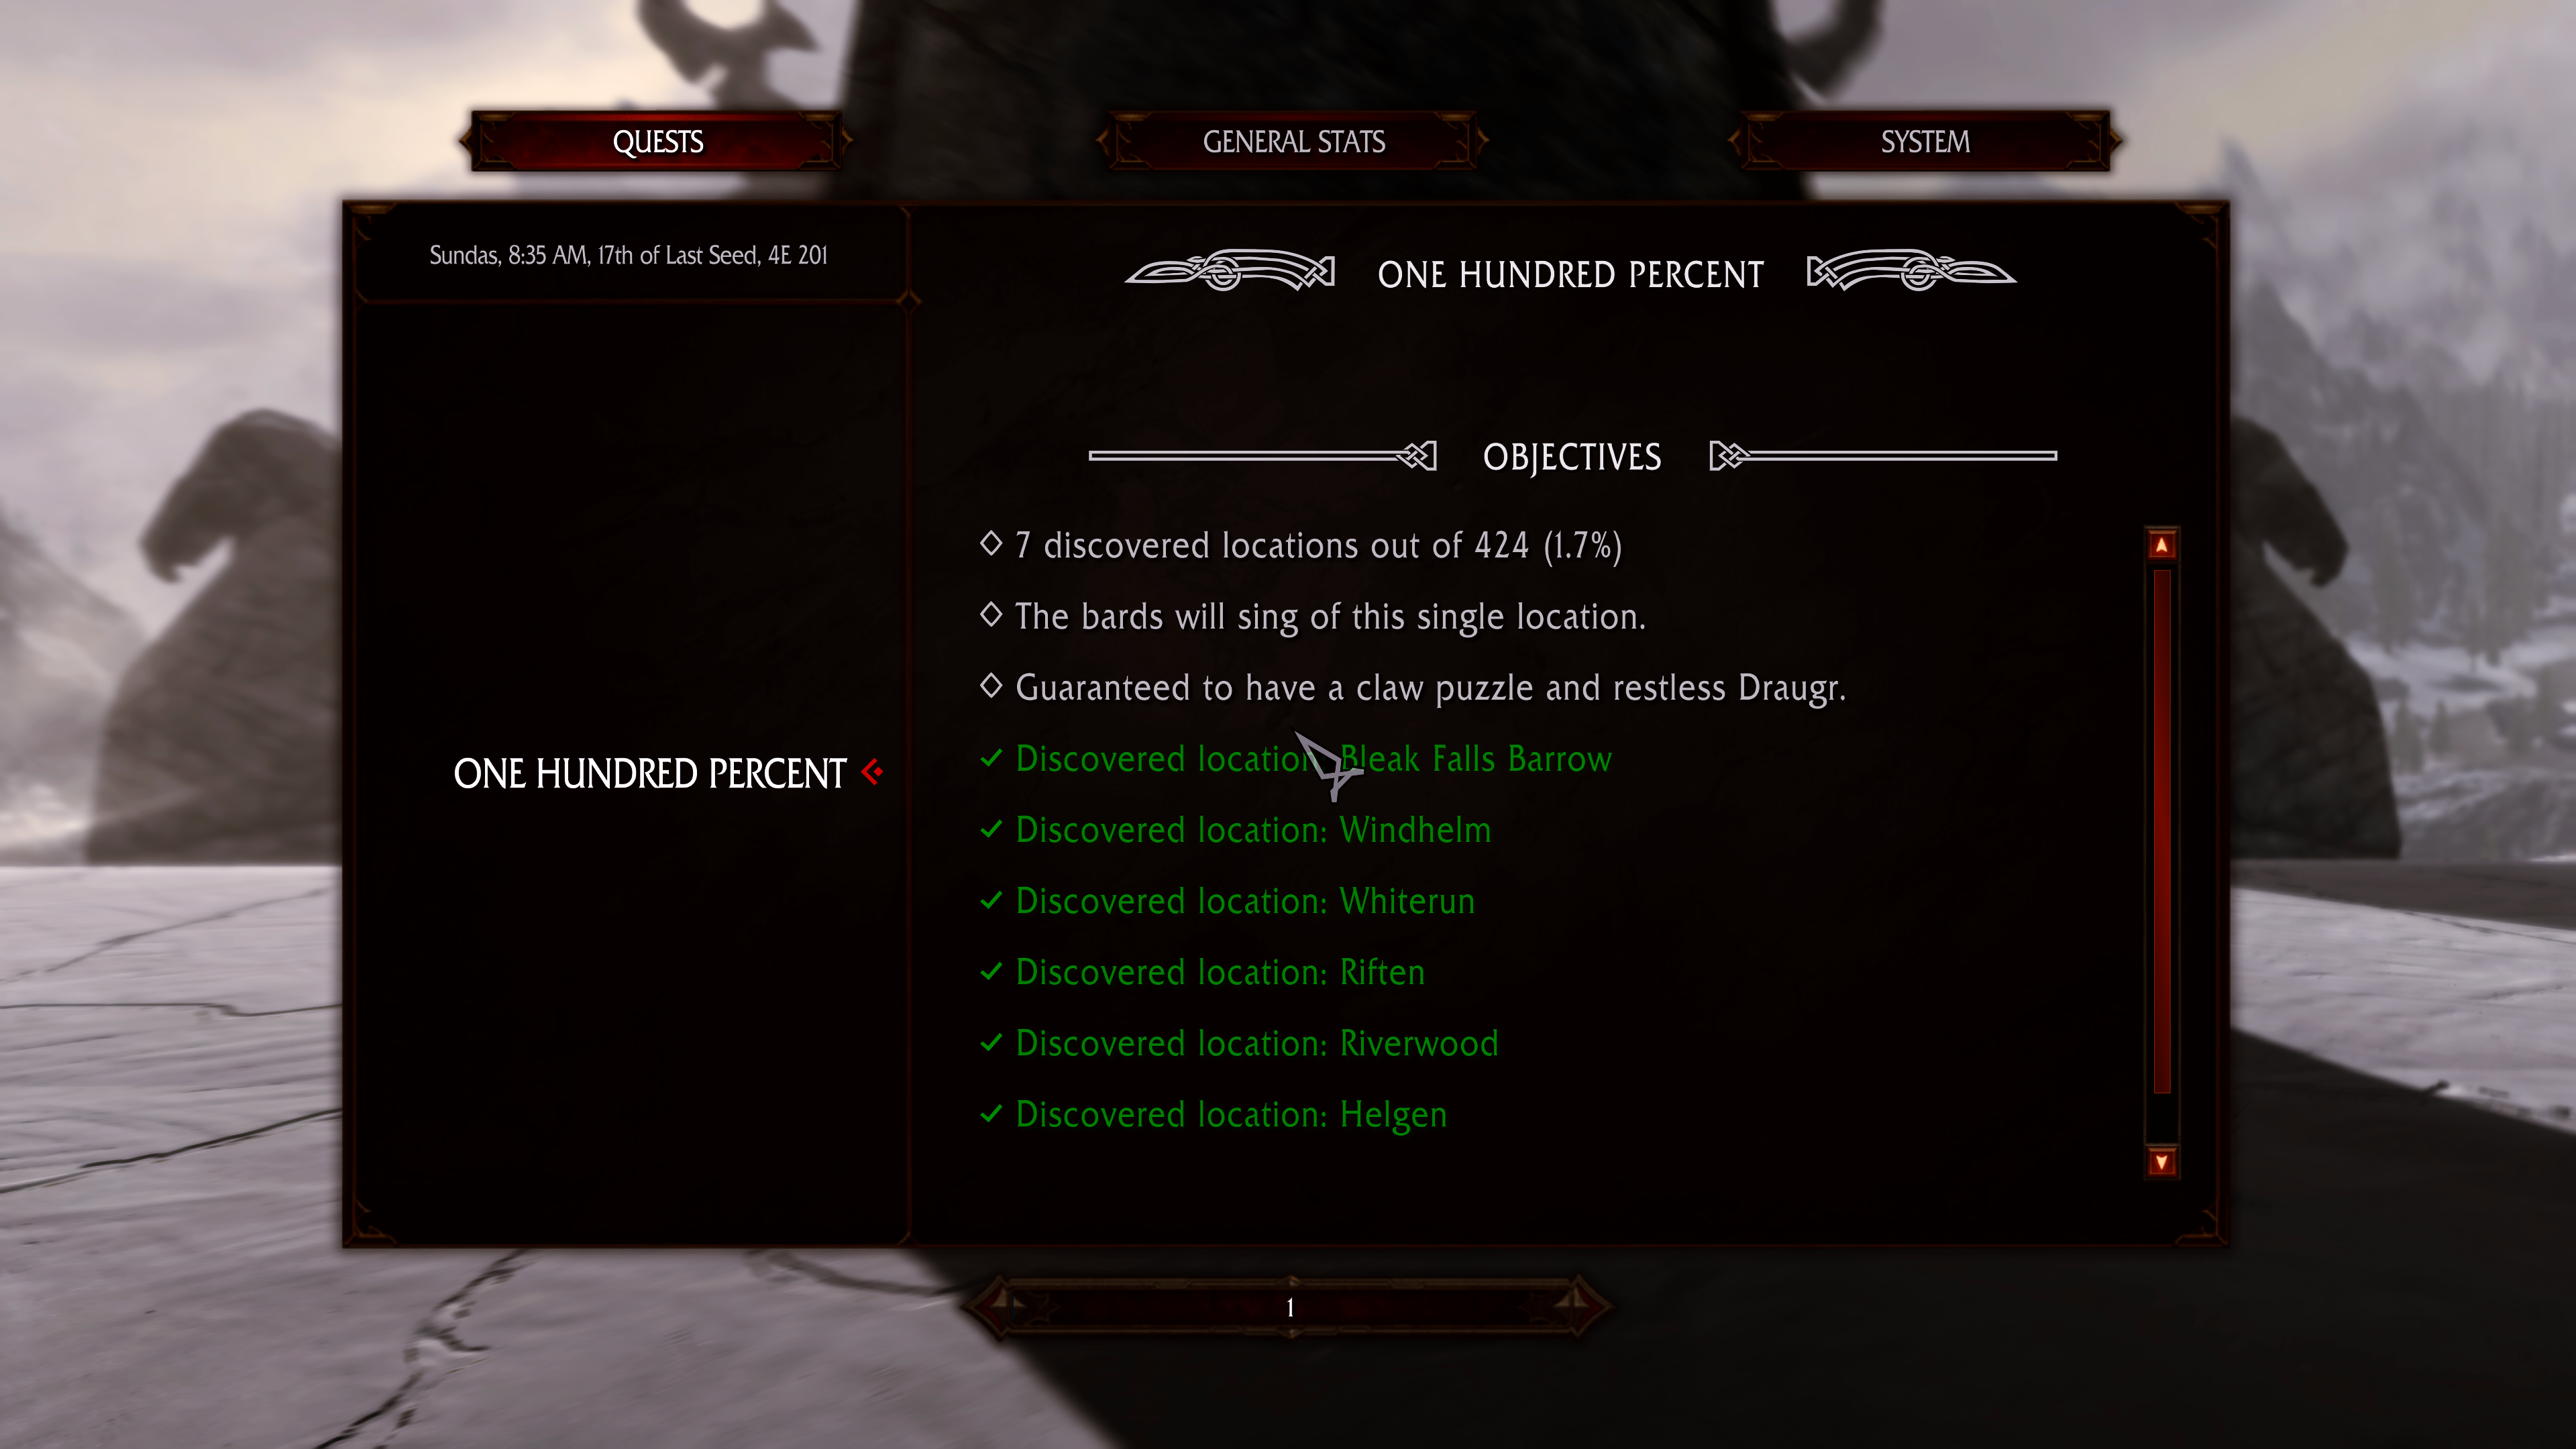 QUESTS
GENERAL STATS
SYSTEM
Sundas, 8:35 AM, 17th of Last Seed, 4E 201
ONE HUNDRED PERCENT
ONE HUNDRED PERCENT
OBJECTIVES
7 discovered locations out of 424 (1.7%)
The bards will sing of this single location.
Guaranteed to have a claw puzzle and restless Draugr.
Discovered location: Bleak Falls Barrow
Discovered location: Windhelm
Discovered location: Whiterun
Discovered location: Riften
Discovered location: Riverwood
Discovered location: Helgen
1